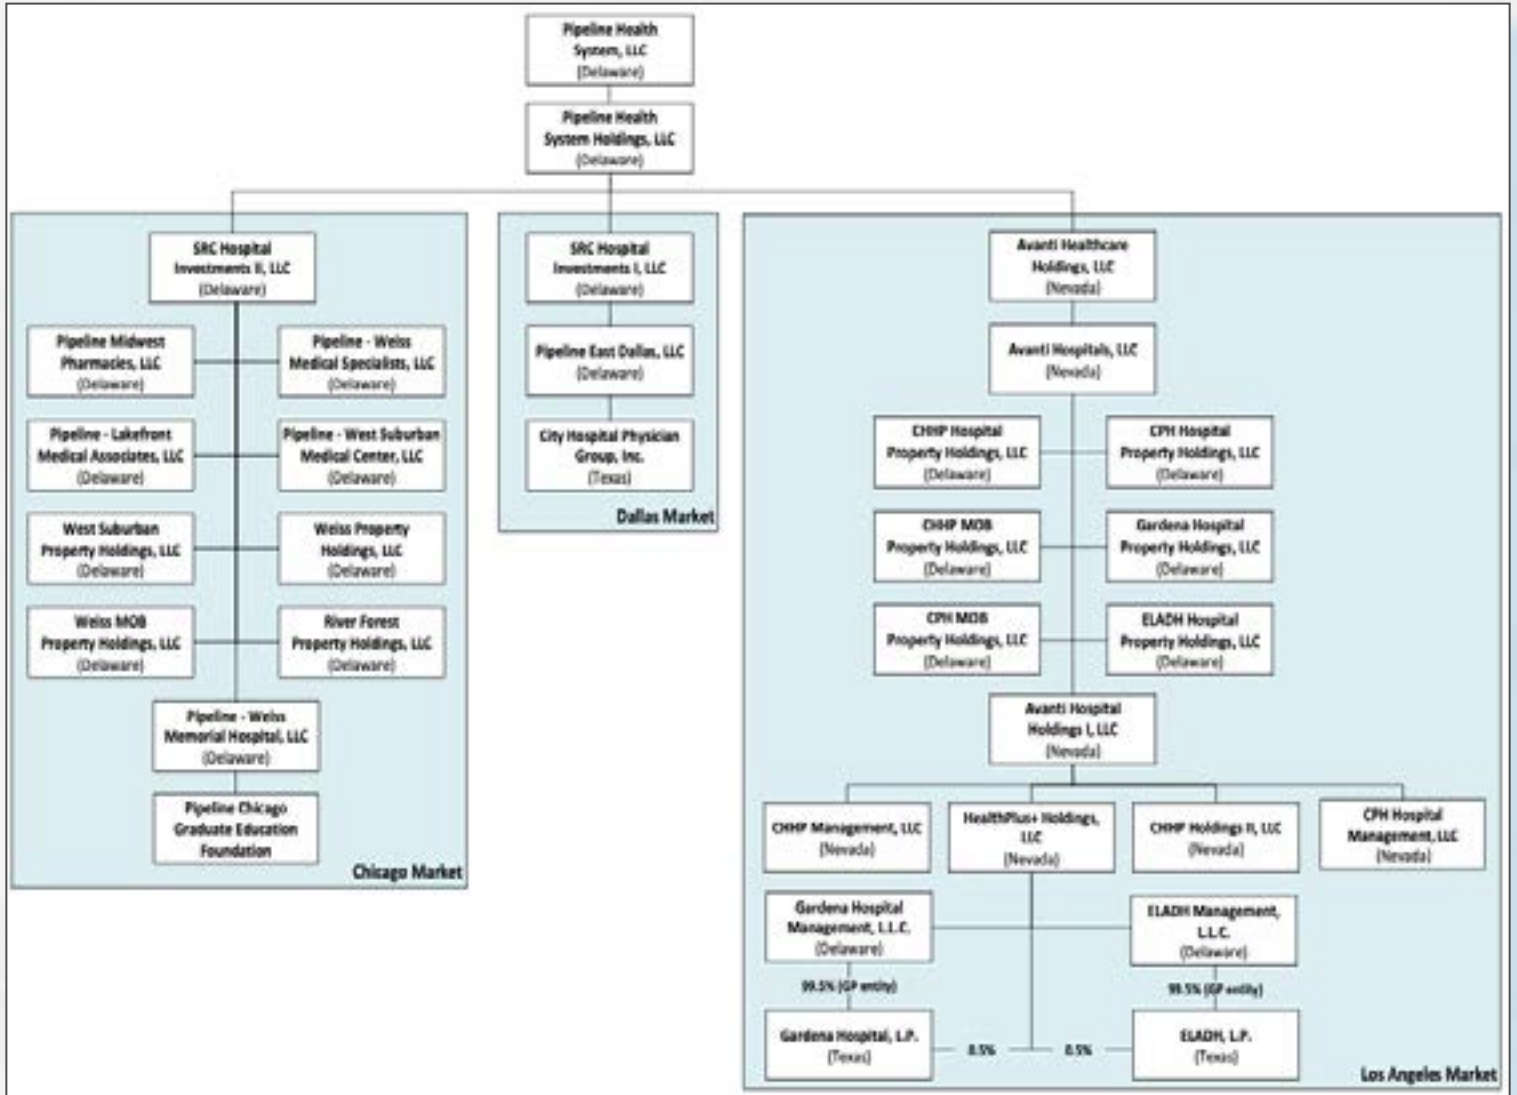 Pipeline Health
System, LLC
(Delaware)
Pipeline Health
System Holdings, LLC
(Delaware)
SRC Hospital
Investments II, LLC
(Delaware)
Pipeline Midwest
Pharmacies, LLC
(Delaware)
Pipeline - Weiss
Medical Specialists, LLC
(Delaware)
Pipeline - Lakefront
Medical Associates, LLC
(Delaware)
Pipeline - West Suburban
Medical Center, LLC
(Delaware)
West Suburban
Property Holdings, LLC
(Delaware)
Weiss Property
Holdings, LLC
(Delaware)
Weiss MOB
Property Holdings, LLC
(Delaware)
River Forest
Property Holdings, LLC
(Delaware)
Pipeline - Weiss
Memorial Hospital, LLC
(Delaware)
Pipeline Chicago
Graduate Education
Foundation
Chicago Market
SRC Hospital
Investments I, LLC
(Delaware)
Pipeline East Dallas, LLC
(Delaware)
City Hospital Physician
Group, Inc.
(Texas)
Dallas Market
Avanti Healthcare
Holdings, LLC
(Nevada)
Avanti Hospitals, LLC
(Nevada)
CHHP Hospital
Property Holdings, LLC
(Delaware)
CPH Hospital
Property Holdings, LLC
(Delaware)
CHHP MOB
Property Holdings, LLC
(Delaware)
Gardena Hospital
Property Holdings, LLC
(Delaware)
CPH MOB
Property Holdings, LLC
(Delaware)
ELADH Hospital
Property Holdings, LLC
(Delaware)
Avanti Hospital
Holdings I, LLC
(Nevada)
CHHP Management, LLC
(Nevada)
HealthPlus+ Holdings,
LLC
(Nevada)
CHHP Holdings II, LLC
(Nevada)
CPH Hospital
Management, LLC
(Nevada)
Gardena Hospital
Management, L.L.C.
(Delaware)
ELADH Management,
L.L.C.
(Delaware)
99.5% (GP entity)
99.5% (GP entity)
Gardena Hospital, L.P.
(Texas)
0.5%
0.5%
ELADH, L.P.
(Texas)
Los Angeles Market